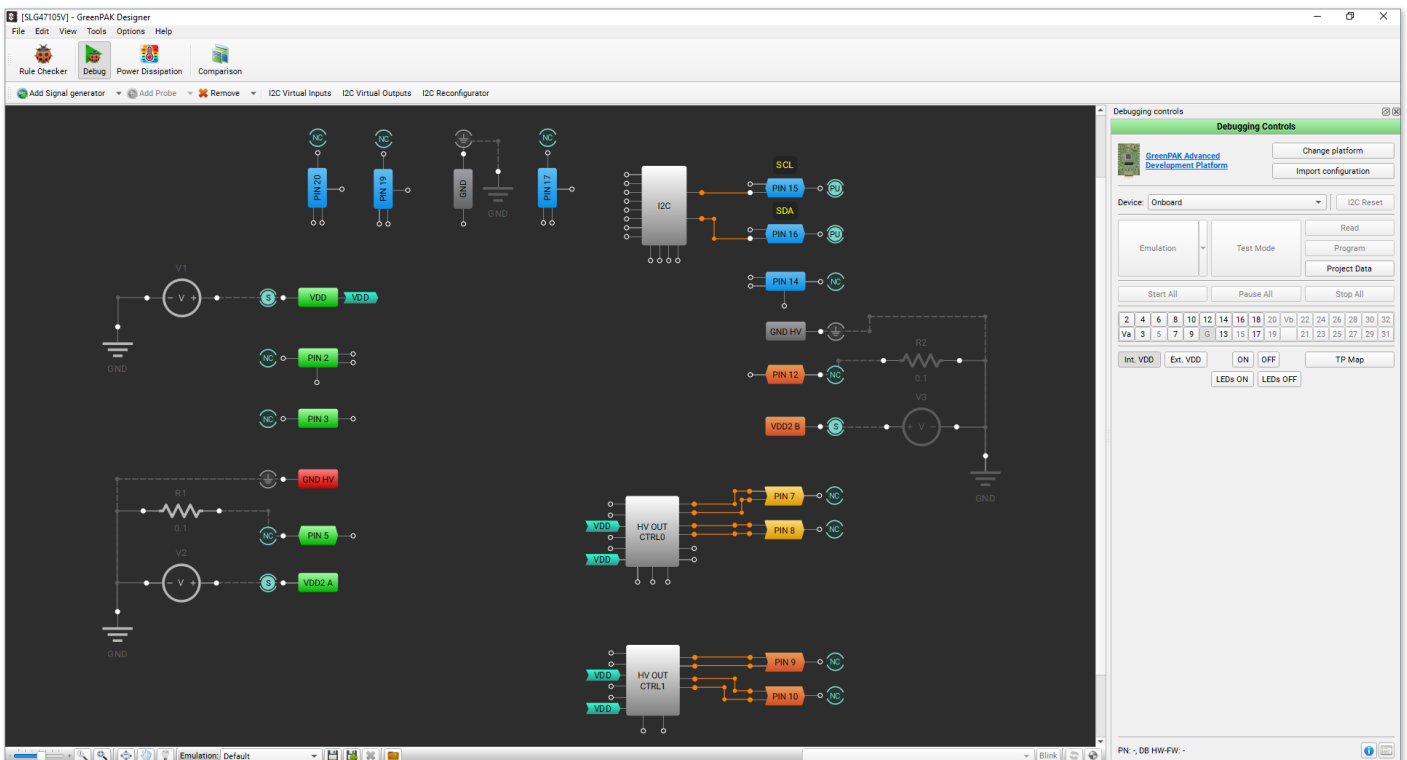 [SLG47105V] - GreenPAK Designer
File Edit View Tools Options Help
Rule Checker Debug Power Dissipation Comparison
Add Signal generator Add Probe Remove I2C Virtual Inputs I2C Virtual Outputs I2C Reconfigurator
NC NC NC
PIN 20 PIN 19 GND PIN 17
GND
I2C
SCL
PIN 15 PU
SDA
PIN 16 PU
PIN 14 NC
V1
- V + S VDD VDD
GND
NC PIN 2
NC PIN 3
GND HV
R1
0.1
NC PIN 5
V2
- V + S VDD2 A
GND
GND HV
R2
PIN 12 NC
0.1
V3
VDD2 B S + V -
GND
PIN 7 NC
VDD HV OUT
CTRL0
PIN 8 NC
VDD
PIN 9 NC
VDD HV OUT
CTRL1
PIN 10 NC
VDD
Debugging controls
Debugging Controls
GreenPAK Advanced
Development Platform
Change platform
Import configuration
Device: Onboard I2C Reset
Emulation Test Mode
Read
Program
Project Data
Start All Pause All Stop All
2 4 6 8 10 12 14 16 18 20 Vb 22 24 26 28 30 32
Va 3 5 7 9 G 13 15 17 19 21 23 25 27 29 31
Int. VDD Ext. VDD ON OFF TP Map
LEDs ON LEDs OFF
- + Emulation: Default Blink
PN: -, DB HW-FW: -